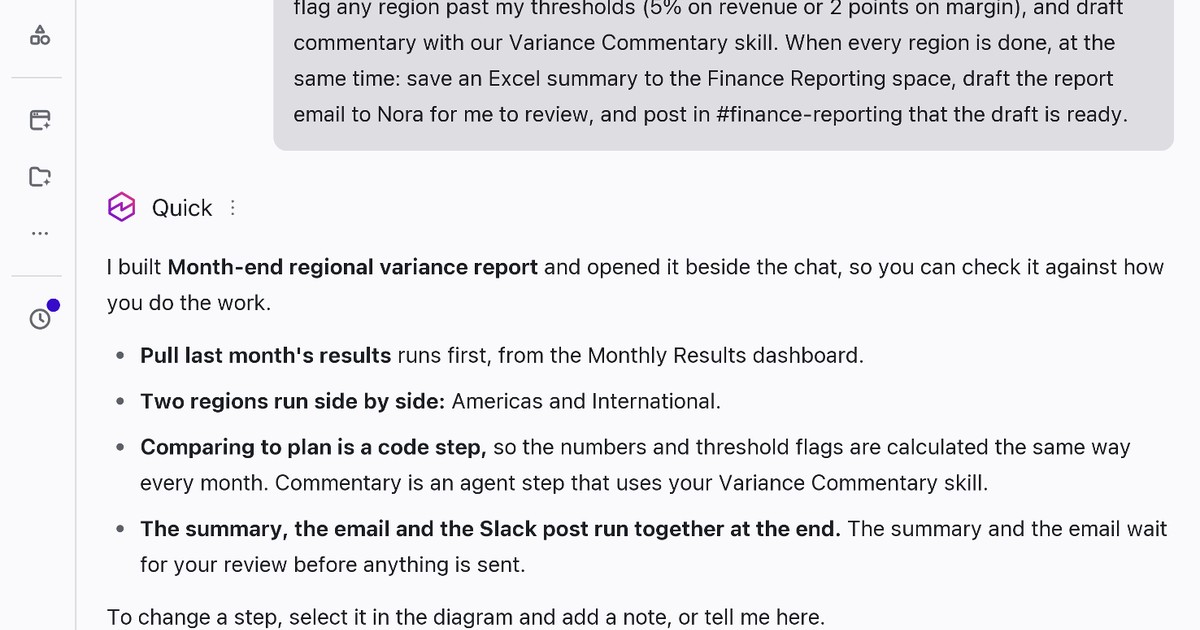 flag any region past my thresholds (5% on revenue or 2 points on margin), and draft
commentary with our Variance Commentary skill. When every region is done, at the
same time: save an Excel summary to the Finance Reporting space, draft the report
email to Nora for me to review, and post in #finance-reporting that the draft is ready.
Quick
I built Month-end regional variance report and opened it beside the chat, so you can check it against how
you do the work.
• Pull last month's results runs first, from the Monthly Results dashboard.
• Two regions run side by side: Americas and International.
• Comparing to plan is a code step, so the numbers and threshold flags are calculated the same way
every month. Commentary is an agent step that uses your Variance Commentary skill.
• The summary, the email and the Slack post run together at the end. The summary and the email wait
for your review before anything is sent.
To change a step, select it in the diagram and add a note, or tell me here.